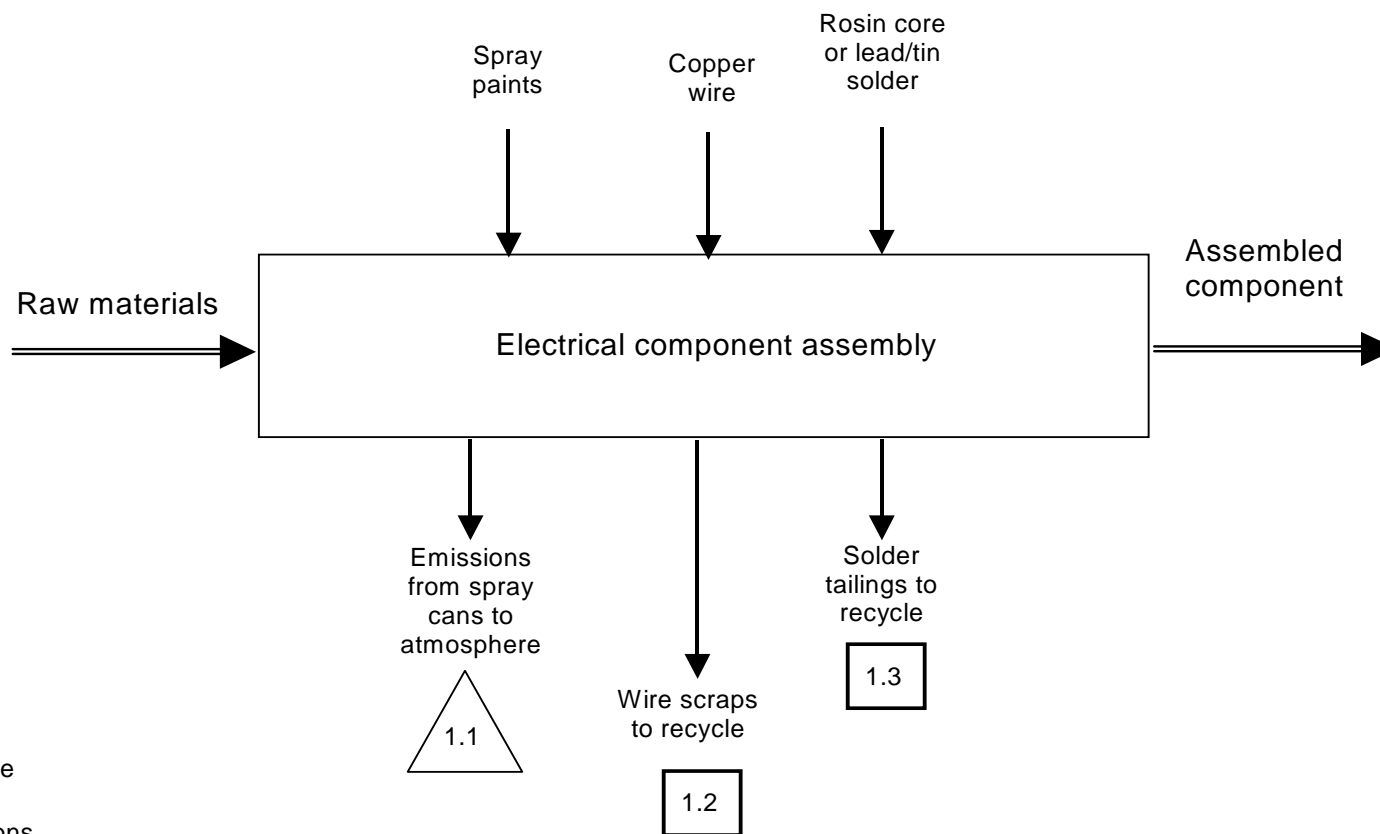 Spray
paints
Copper
wire
Rosin core
or lead/tin
solder
Raw materials
Electrical component assembly
Assembled
component
Emissions
from spray
cans to
atmosphere
1.1
Wire scraps
to recycle
1.2
Solder
tailings to
recycle
1.3